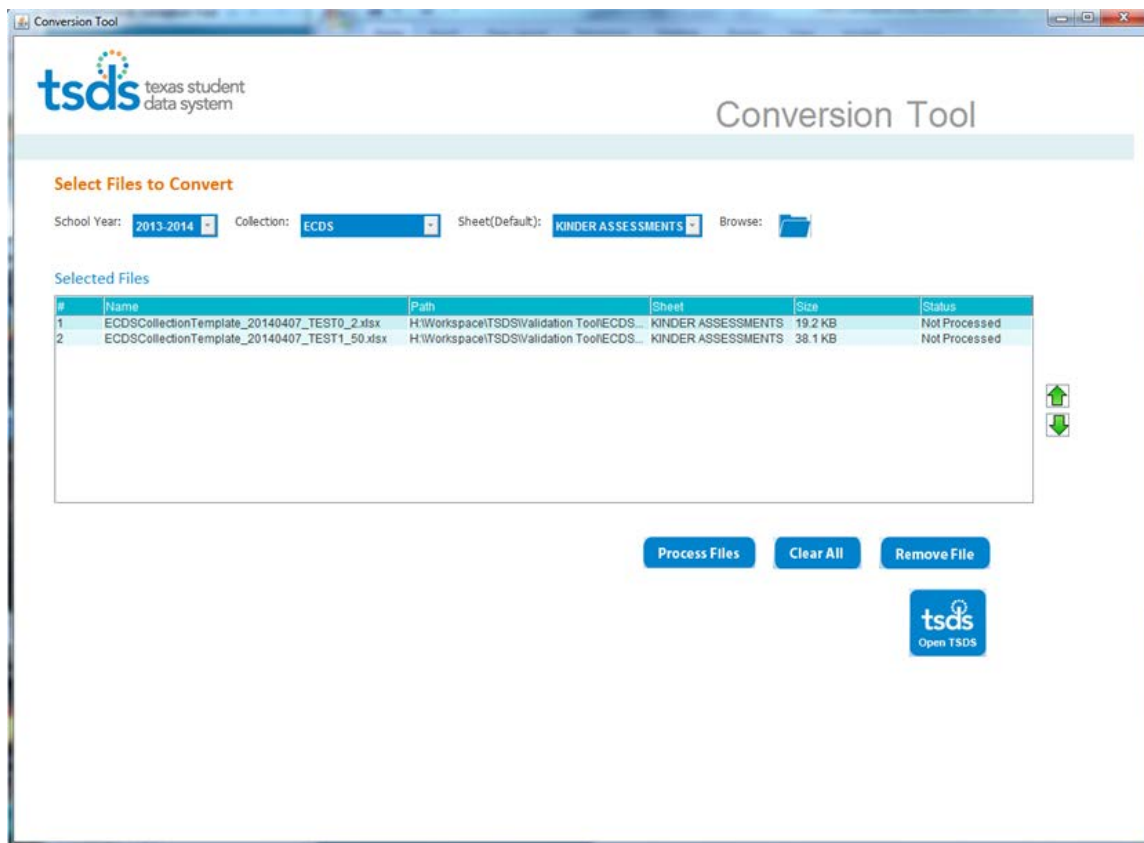 Conversion Tool
tsds texas student
data system
Conversion Tool
Select Files to Convert
School Year: 2013-2014 Collection: ECDS Sheet(Default): KINDER ASSESSMENTS Browse:
Selected Files
# Name Path Sheet Size Status
1 ECDSCollectionTemplate_20140407_TEST0_2.xlsx H:\Workspace\TSDS\Validation Tool\ECDS... KINDER ASSESSMENTS 19.2 KB Not Processed
2 ECDSCollectionTemplate_20140407_TEST1_50.xlsx H:\Workspace\TSDS\Validation Tool\ECDS... KINDER ASSESSMENTS 38.1 KB Not Processed
Process Files Clear All Remove File
tsds
Open TSDS